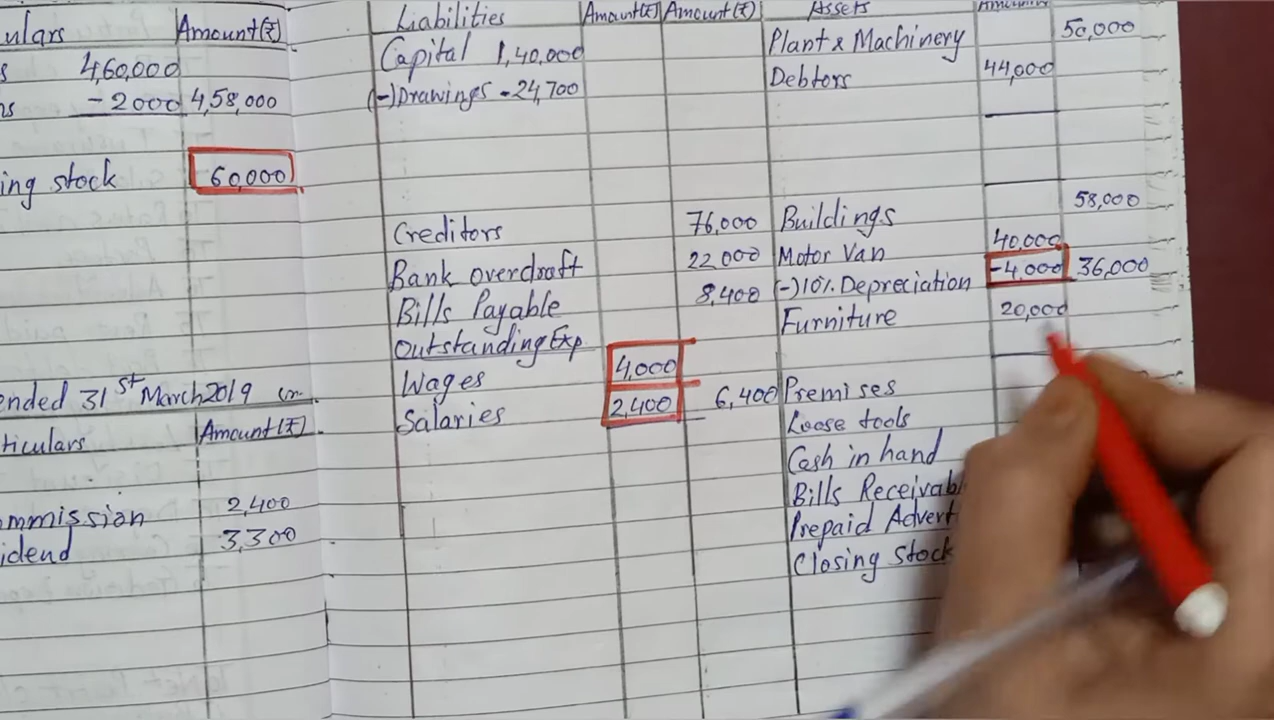 ulars Amount(₹)
s 4,60,000
ns - 2000 4,58,000
ing stock 60,000
ended 31st March 2019
ticulars Amount(₹)
mmission 2,400
idend 3,300
Liabilities Amount(₹) Amount(₹) Assets
Capital 1,40,000 Plant & Machinery 50,000
(-) Drawings - 24,700 Debtors 44,000
Creditors 76,000 Buildings 58,000
Bank overdraft 22000 Motor Van 40,000
Bills Payable 8,400 (-) 10% Depreciation - 4,000 36,000
Outstanding Exp. Furniture 20,000
Wages 4,000
Salaries 2,400 6,400 Premises
Loose tools
Cash in hand
Bills Receivab
Prepaid Advert
Closing Stock